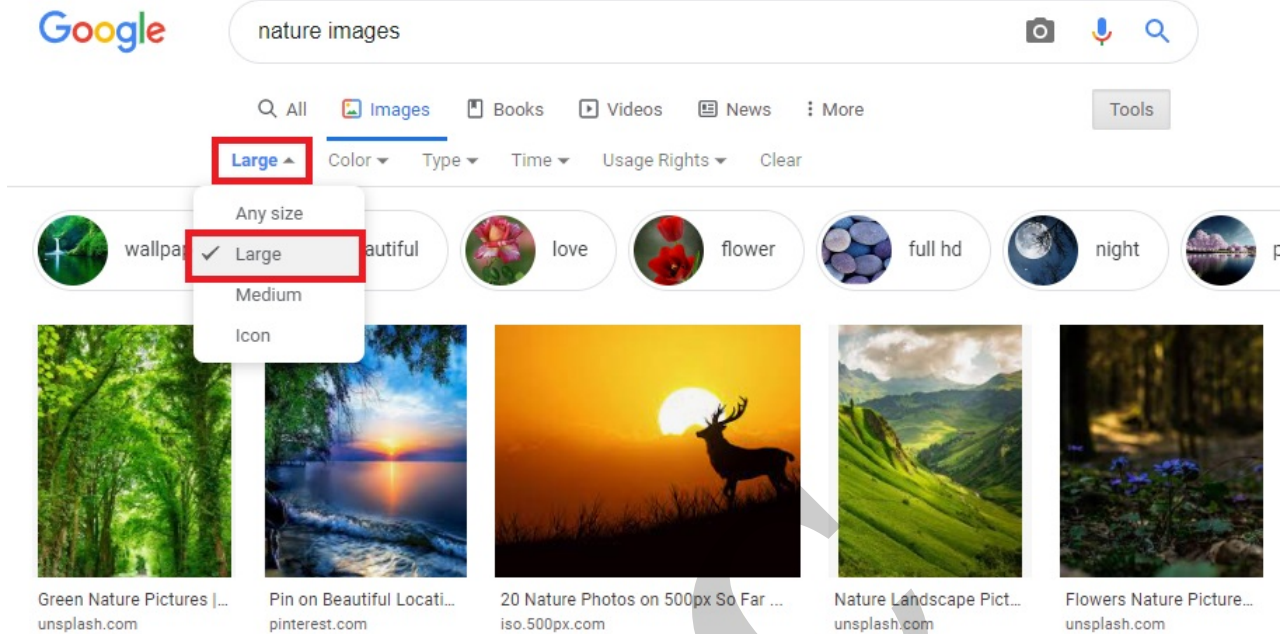 Google nature images
All Images Books Videos News More Tools
Large Color Type Time Usage Rights Clear
Any size
Large
Medium
Icon
love flower full hd night
Green Nature Pictures |... Pin on Beautiful Locati... 20 Nature Photos on 500px So Far ... Nature Landscape Pict... Flowers Nature Picture...
unsplash.com pinterest.com iso.500px.com unsplash.com unsplash.com